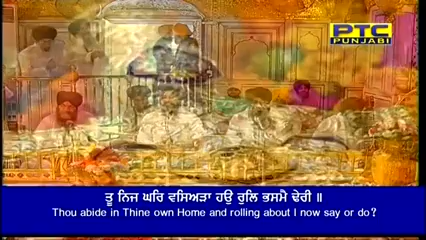 PTC
PUNJABI
ਤੂ ਨਿਜ ਘਰਿ ਵਸਿਅੜਾ ਹਉ ਰੁਲਿ ਭਸਮੈ ਢੇਰੀ ॥
Thou abide in Thine own Home and rolling about I now say or do?